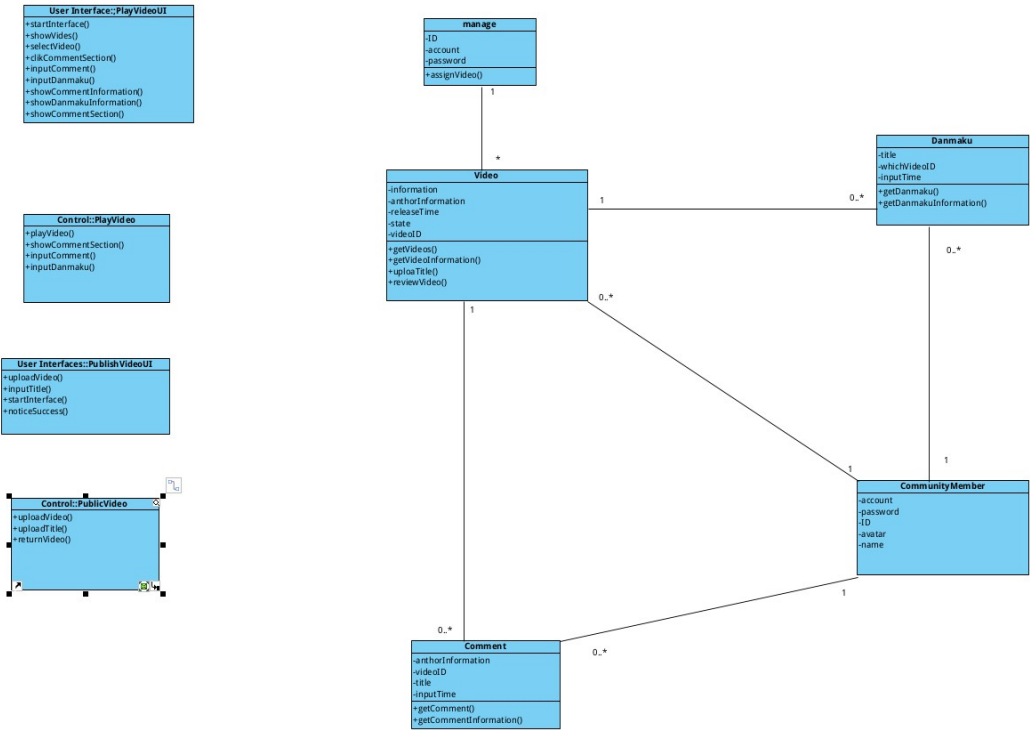 User Interface:;PlayVideoUI
+startInterface()
+showVides()
+selectVideo()
+clikCommentSection()
+inputComment()
+inputDanmaku()
+showCommentInformation()
+showDanmakuInformation()
+showCommentSection()
Control::PlayVideo
+playVideo()
+showCommentSection()
+inputComment()
+inputDanmaku()
User Interfaces::PublishVideoUI
+uploadVideo()
+inputTitle()
+startInterface()
+noticeSuccess()
Control::PublicVideo
+uploadVideo()
+uploadTitle()
+returnVideo()
manage
-ID
-account
-password
+assignVideo()
1
*
Video
-information
-anthorInformation
-releaseTime
-state
-videoID
+getVideos()
+getVideoInformation()
+uploaTitle()
+reviewVideo()
1
0..*
Danmaku
-title
-whichVideoID
-inputTime
+getDanmaku()
+getDanmakuInformation()
0..*
1
0..*
1
1
0..*
CommunityMember
-account
-password
-ID
-avatar
-name
1
0..*
Comment
-anthorInformation
-videoID
-title
-inputTime
+getComment()
+getCommentInformation()